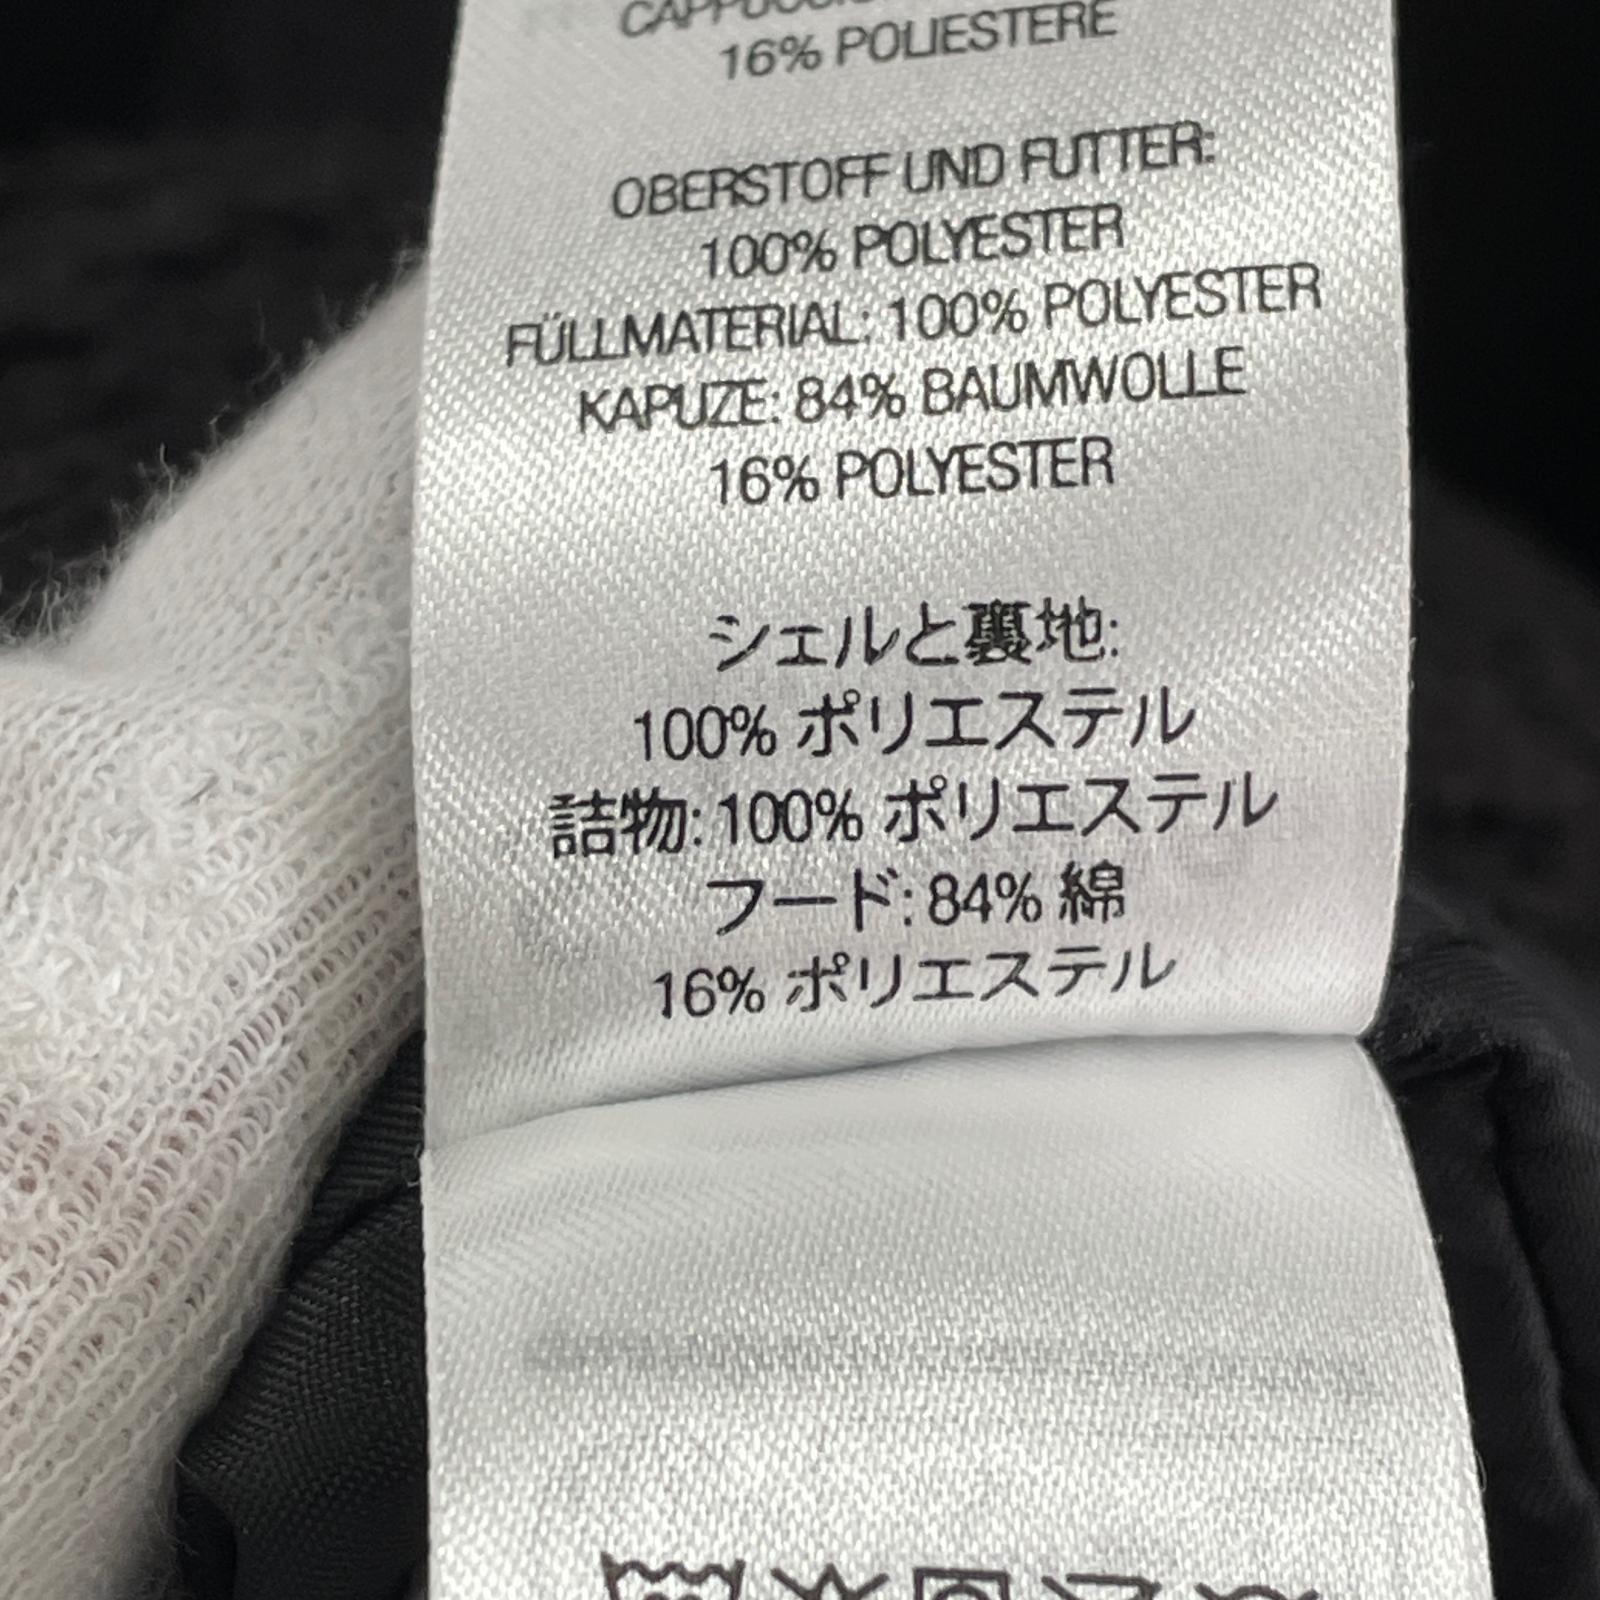 16% POLIESTERE
OBERSTOFF UND FUTTER:
100% POLYESTER
FÜLLMATERIAL: 100% POLYESTER
KAPUZE: 84% BAUMWOLLE
16% POLYESTER
シェルと裏地:
100% ポリエステル
詰物: 100% ポリエステル
フード: 84% 綿
16% ポリエステル